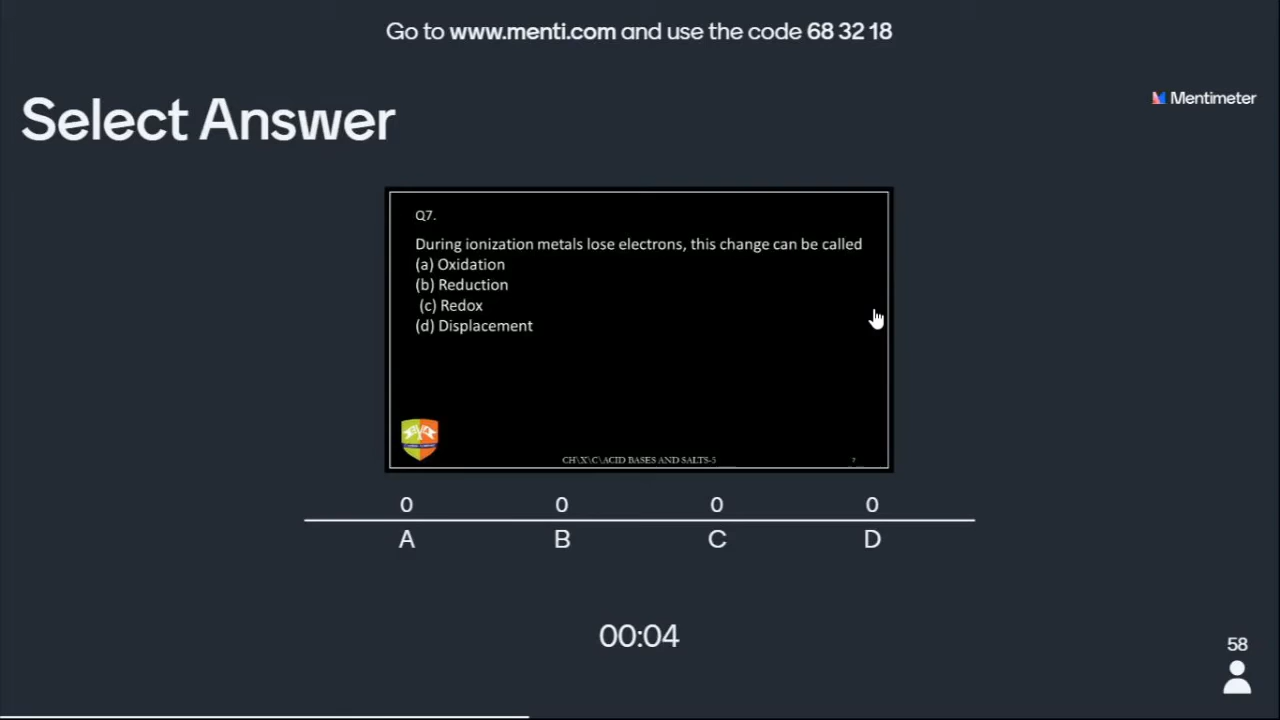 Go to www.menti.com and use the code 68 32 18
Mentimeter
Select Answer
Q7.
During ionization metals lose electrons, this change can be called
(a) Oxidation
(b) Reduction
(c) Redox
(d) Displacement
CH\X\C\ACID BASES AND SALTS-5
7
0 0 0 0
A B C D
00:04
58